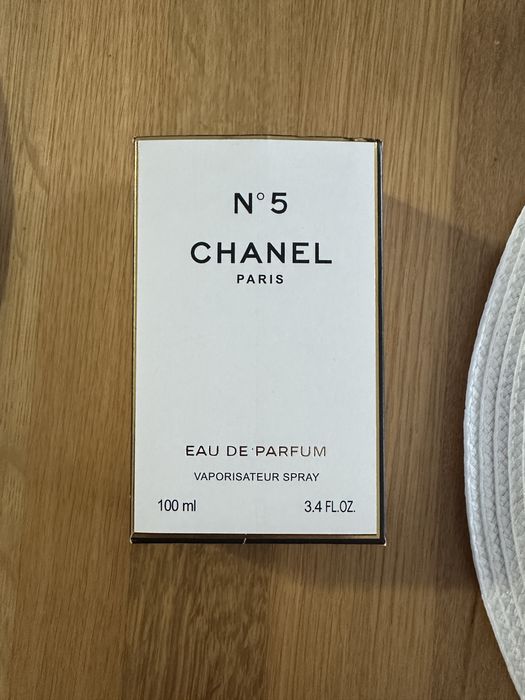 N°5
CHANEL
PARIS
EAU DE PARFUM
VAPORISATEUR SPRAY
100 ml 3.4 FL.OZ.